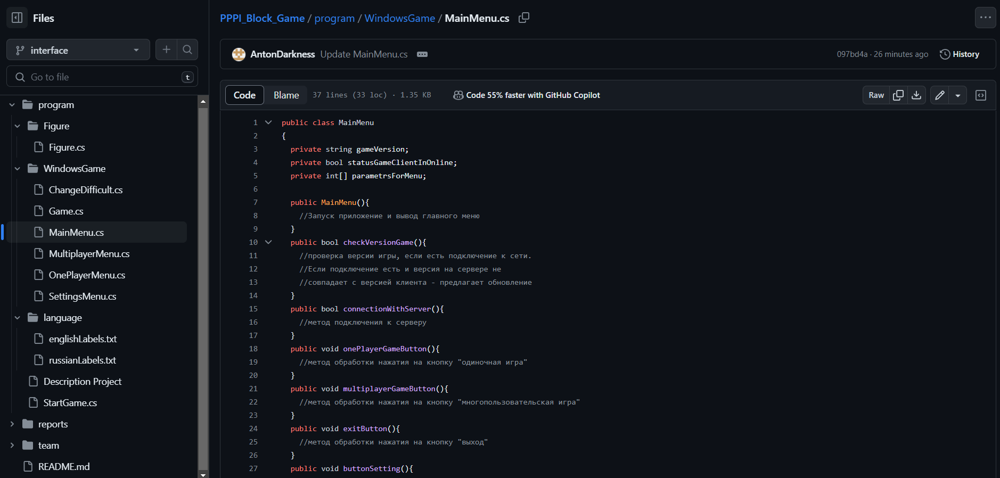 Files
interface
Go to file
t
program
Figure
Figure.cs
WindowsGame
ChangeDifficult.cs
Game.cs
MainMenu.cs
MultiplayerMenu.cs
OnePlayerMenu.cs
SettingsMenu.cs
language
englishLabels.txt
russianLabels.txt
Description Project
StartGame.cs
reports
team
README.md
PPPI_Block_Game / program / WindowsGame / MainMenu.cs
AntonDarkness Update MainMenu.cs
097bd4a · 26 minutes ago
History
Code
Blame
37 lines (33 loc) · 1.35 KB
Code 55% faster with GitHub Copilot
Raw
1 public class MainMenu
2 {
3 private string gameVersion;
4 private bool statusGameClientInOnline;
5 private int[] parametrsForMenu;
6
7 public MainMenu(){
8 //Запуск приложение и вывод главного меню
9 }
10 public bool checkVersionGame(){
11 //проверка версии игры, если есть подключение к сети.
12 //Если подключение есть и версия на сервере не
13 //совпадает с версией клиента - предлагает обновление
14 }
15 public bool connectionWithServer(){
16 //метод подключения к серверу
17 }
18 public void onePlayerGameButton(){
19 //метод обработки нажатия на кнопку "одиночная игра"
20 }
21 public void multiplayerGameButton(){
22 //метод обработки нажатия на кнопку "многопользовательская игра"
23 }
24 public void exitButton(){
25 //метод обработки нажатия на кнопку "выход"
26 }
27 public void buttonSetting(){